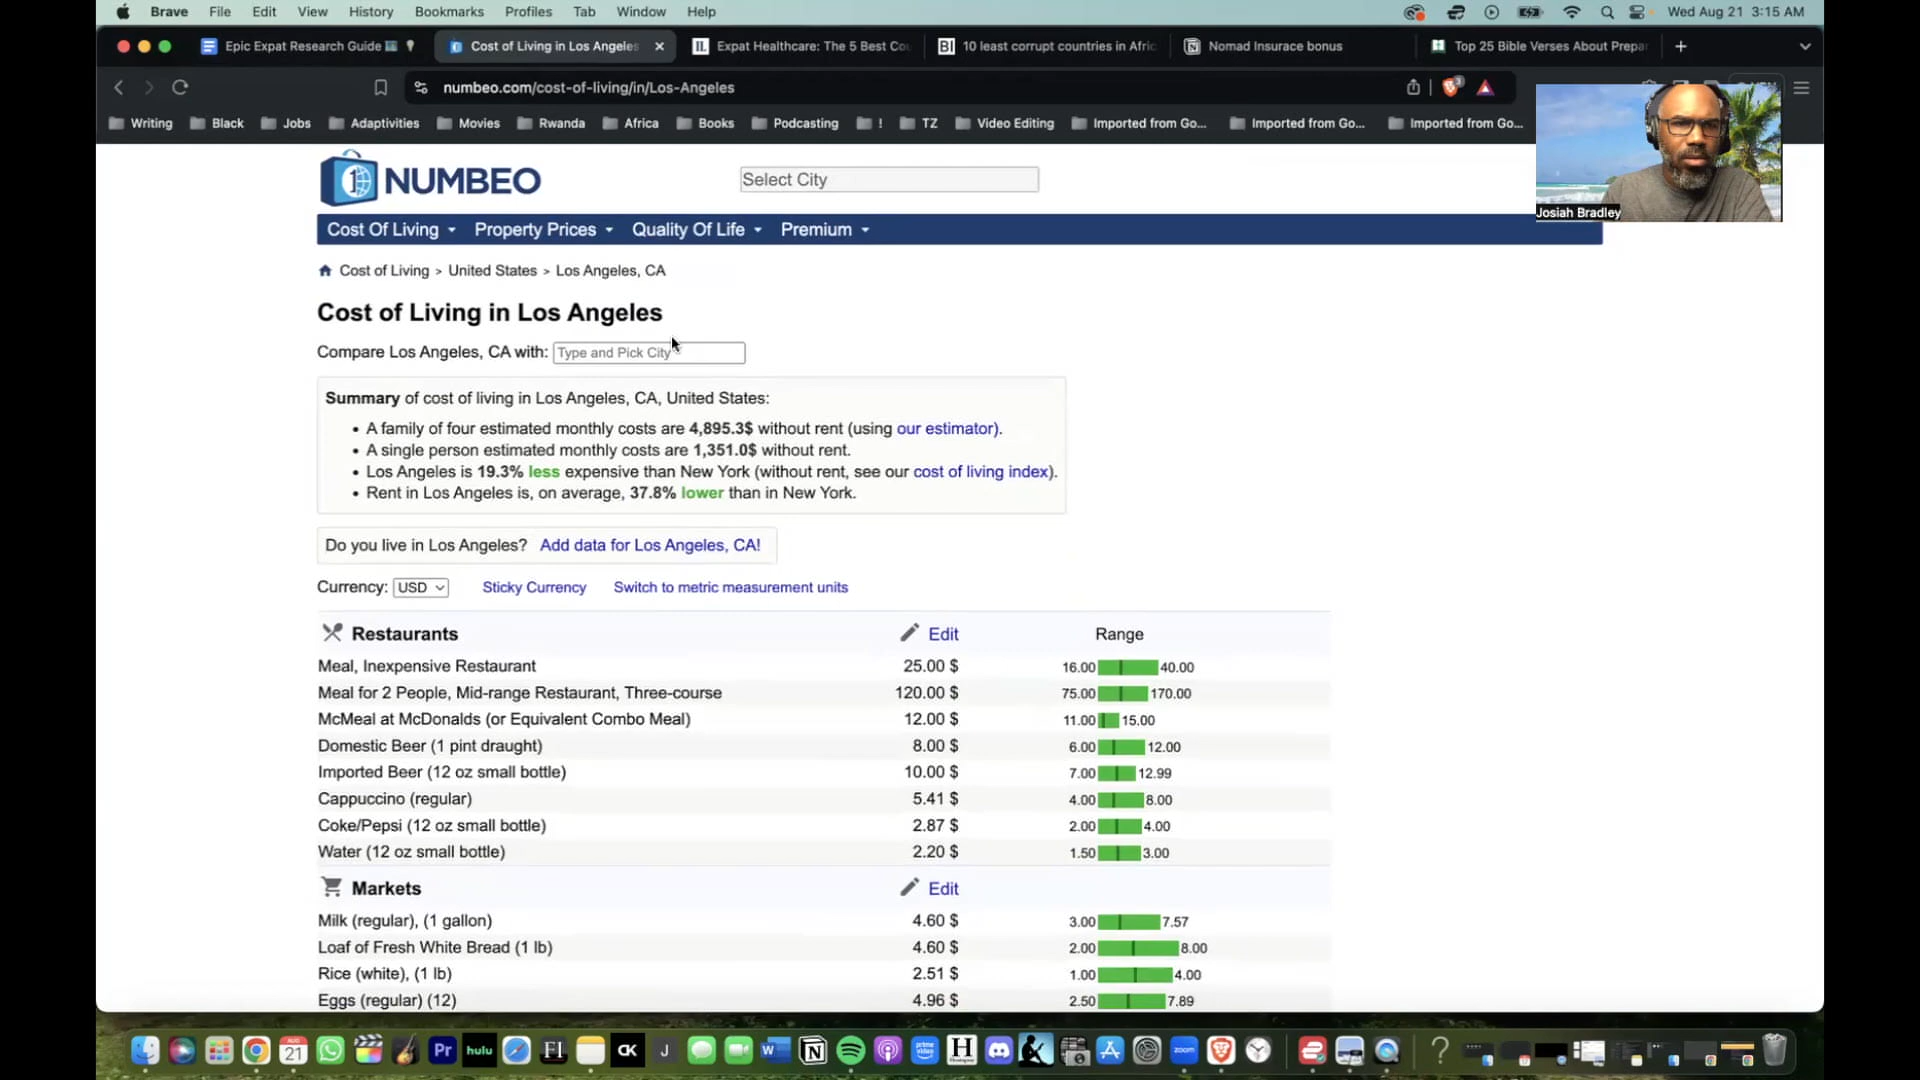 Brave File Edit View History Bookmarks Profiles Tab Window Help Wed Aug 21 3:15 AM
Epic Expat Research Guide Cost of Living in Los Angeles Expat Healthcare: The 5 Best Cou 10 least corrupt countries in Afric Nomad Insurace bonus Top 25 Bible Verses About Prepar
numbeo.com/cost-of-living/in/Los-Angeles
Writing Black Jobs Adaptivities Movies Rwanda Africa Books Podcasting ! TZ Video Editing Imported from Go... Imported from Go... Imported from Go...
Josiah Bradley
NUMBEO
Select City
Cost Of Living Property Prices Quality Of Life Premium
Cost of Living > United States > Los Angeles, CA
Cost of Living in Los Angeles
Compare Los Angeles, CA with: Type and Pick City
Summary of cost of living in Los Angeles, CA, United States:
• A family of four estimated monthly costs are 4,895.3$ without rent (using our estimator).
• A single person estimated monthly costs are 1,351.0$ without rent.
• Los Angeles is 19.3% less expensive than New York (without rent, see our cost of living index).
• Rent in Los Angeles is, on average, 37.8% lower than in New York.
Do you live in Los Angeles? Add data for Los Angeles, CA!
Currency: USD Sticky Currency Switch to metric measurement units
Restaurants Edit Range
Meal, Inexpensive Restaurant 25.00 $ 16.00 40.00
Meal for 2 People, Mid-range Restaurant, Three-course 120.00 $ 75.00 170.00
McMeal at McDonalds (or Equivalent Combo Meal) 12.00 $ 11.00 15.00
Domestic Beer (1 pint draught) 8.00 $ 6.00 12.00
Imported Beer (12 oz small bottle) 10.00 $ 7.00 12.99
Cappuccino (regular) 5.41 $ 4.00 8.00
Coke/Pepsi (12 oz small bottle) 2.87 $ 2.00 4.00
Water (12 oz small bottle) 2.20 $ 1.50 3.00
Markets Edit
Milk (regular), (1 gallon) 4.60 $ 3.00 7.57
Loaf of Fresh White Bread (1 lb) 4.60 $ 2.00 8.00
Rice (white), (1 lb) 2.51 $ 1.00 4.00
Eggs (regular) (12) 4.96 $ 2.50 7.89
AUG 21 Pr hulu FI CK J W N prime video H zoom ?